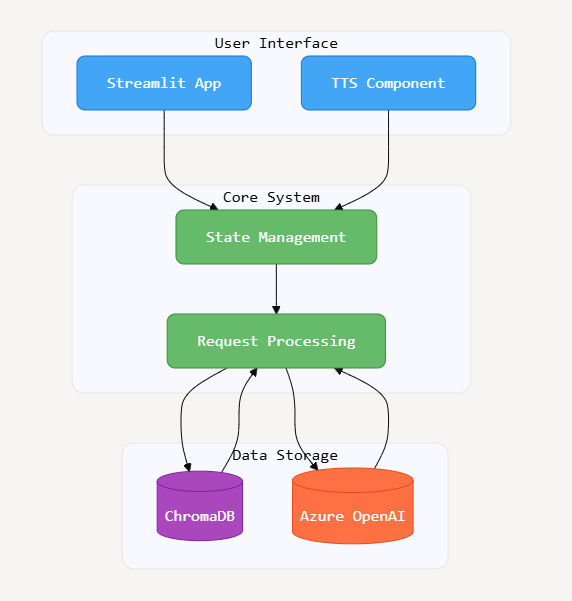 User Interface
Streamlit App
TTS Component
Core System
State Management
Request Processing
Data Storage
ChromaDB
Azure OpenAI